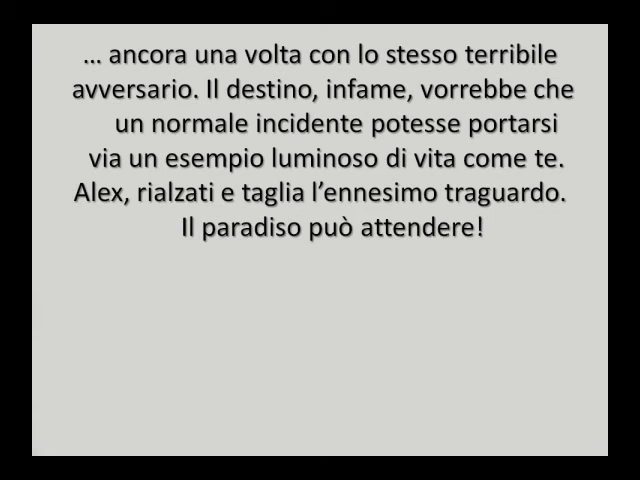 … ancora una volta con lo stesso terribile
avversario. Il destino, infame, vorrebbe che
un normale incidente potesse portarsi
via un esempio luminoso di vita come te.
Alex, rialzati e taglia l’ennesimo traguardo.
Il paradiso può attendere!